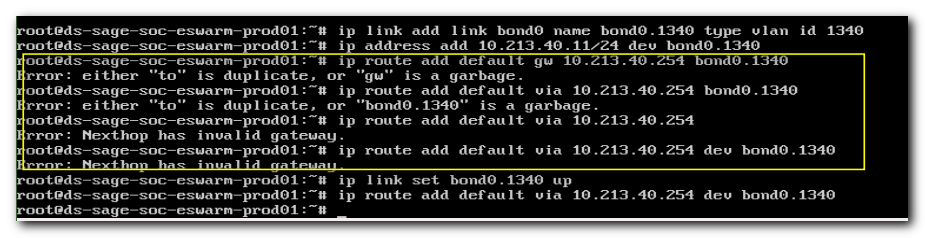 root@ds-sage-soc-eswarm-prod01:~# ip link add link bond0 name bond0.1340 type vlan id 1340
root@ds-sage-soc-eswarm-prod01:~# ip address add 10.213.40.11/24 dev bond0.1340
root@ds-sage-soc-eswarm-prod01:~# ip route add default gw 10.213.40.254 bond0.1340
Error: either "to" is duplicate, or "gw" is a garbage.
root@ds-sage-soc-eswarm-prod01:~# ip route add default via 10.213.40.254 bond0.1340
Error: either "to" is duplicate, or "bond0.1340" is a garbage.
root@ds-sage-soc-eswarm-prod01:~# ip route add default via 10.213.40.254
Error: Nexthop has invalid gateway.
root@ds-sage-soc-eswarm-prod01:~# ip route add default via 10.213.40.254 dev bond0.1340
Error: Nexthop has invalid gateway.
root@ds-sage-soc-eswarm-prod01:~# ip link set bond0.1340 up
root@ds-sage-soc-eswarm-prod01:~# ip route add default via 10.213.40.254 dev bond0.1340
root@ds-sage-soc-eswarm-prod01:~# _